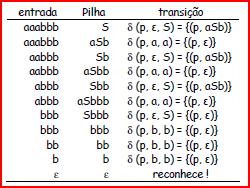 entrada Pilha transição
aaabbb S δ (p, ε, S) = {(p, aSb)}
aaabbb aSb δ (p, a, a) = {(p, ε)}
aabbb Sb δ (p, ε, S) = {(p, aSb)}
aabbb aSbb δ (p, a, a) = {(p, ε)}
abbb Sbb δ (p, ε, S) = {(p, aSb)}
abbb aSbbb δ (p, a, a) = {(p, ε)}
bbb Sbbb δ (p, ε, S) = {(p, ε)}
bbb bbb δ (p, b, b) = {(p, ε)}
bb bb δ (p, b, b) = {(p, ε)}
b b δ (p, b, b) = {(p, ε)}
ε ε reconhece !